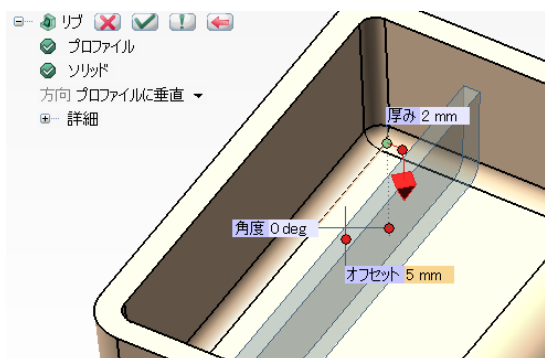 リブ
プロファイル
ソリッド
方向 プロファイルに垂直
詳細
厚み 2 mm
角度 0 deg
オフセット 5 mm